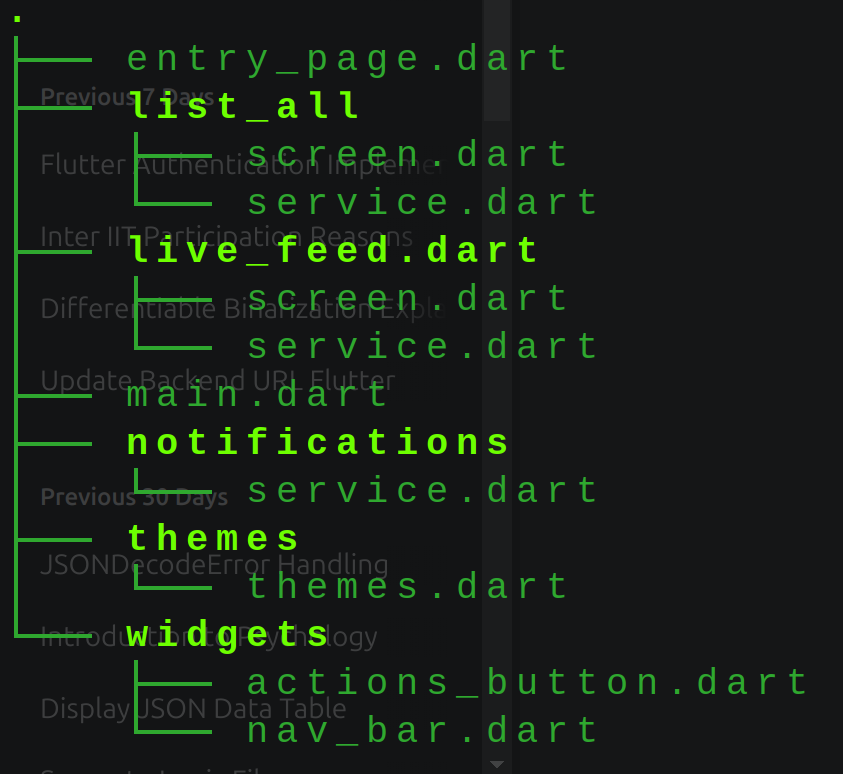 .
├── entry_page.dart
Previous 7 Days
├── list_all
│   ├── screen.dart
Flutter Authentication Impleme
│   └── service.dart
Inter IIT Participation Reasons
├── live_feed.dart
│   ├── screen.dart
Differentiable Binarization Expl
│   └── service.dart
Update Backend URL Flutter
├── main.dart
├── notifications
│   └── service.dart
Previous 30 Days
├── themes
JSONDecodeError Handling
│   └── themes.dart
└── widgets
Introduction to Psychology
    ├── actions_button.dart
Display JSON Data Table
    └── nav_bar.dart